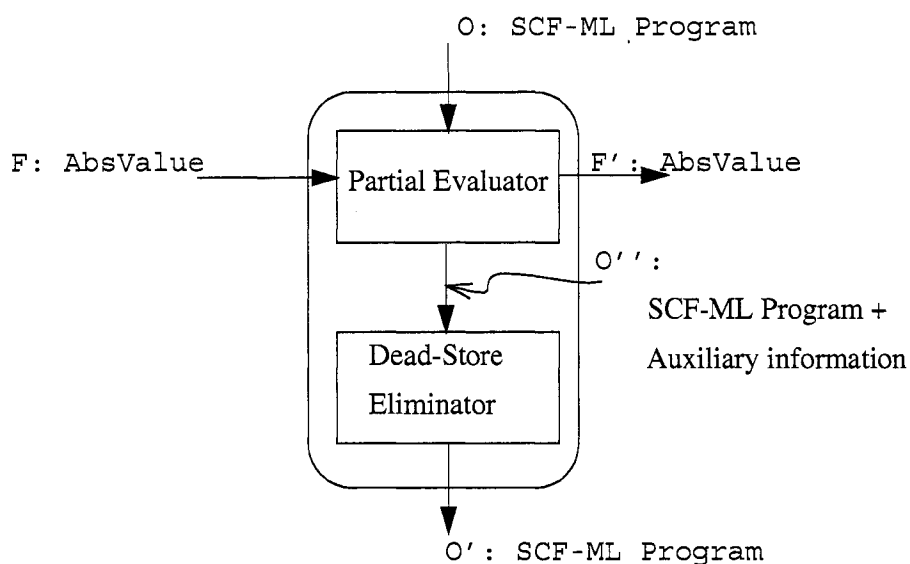 O: SCF-ML Program
F: AbsValue
Partial Evaluator
F': AbsValue
O'':
SCF-ML Program +
Auxiliary information
Dead-Store
Eliminator
O': SCF-ML Program